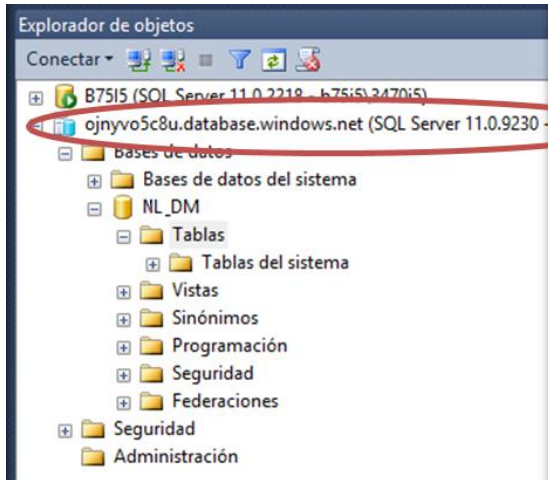 Explorador de objetos
Conectar
B75I5 (SQL Server 11.0.2218 - b75i5\3470i5)
ojnyvo5c8u.database.windows.net (SQL Server 11.0.9230 -
Bases de datos
Bases de datos del sistema
NL_DM
Tablas
Tablas del sistema
Vistas
Sinónimos
Programación
Seguridad
Federaciones
Seguridad
Administración